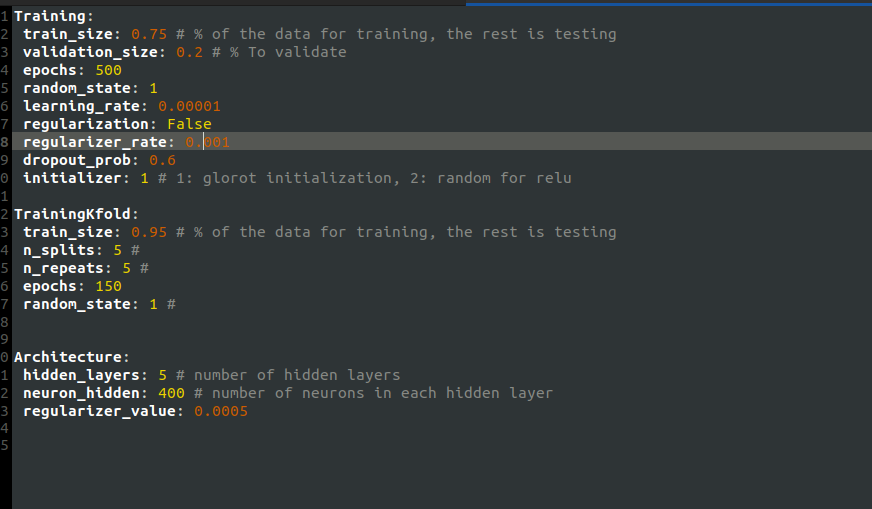 1 Training:
2 train_size: 0.75 # % of the data for training, the rest is testing
3 validation_size: 0.2 # % To validate
4 epochs: 500
5 random_state: 1
6 learning_rate: 0.00001
7 regularization: False
8 regularizer_rate: 0.001
9 dropout_prob: 0.6
0 initializer: 1 # 1: glorot initialization, 2: random for relu
1
2 TrainingKfold:
3 train_size: 0.95 # % of the data for training, the rest is testing
4 n_splits: 5 #
5 n_repeats: 5 #
6 epochs: 150
7 random_state: 1 #
8
9
0 Architecture:
1 hidden_layers: 5 # number of hidden layers
2 neuron_hidden: 400 # number of neurons in each hidden layer
3 regularizer_value: 0.0005
4
5